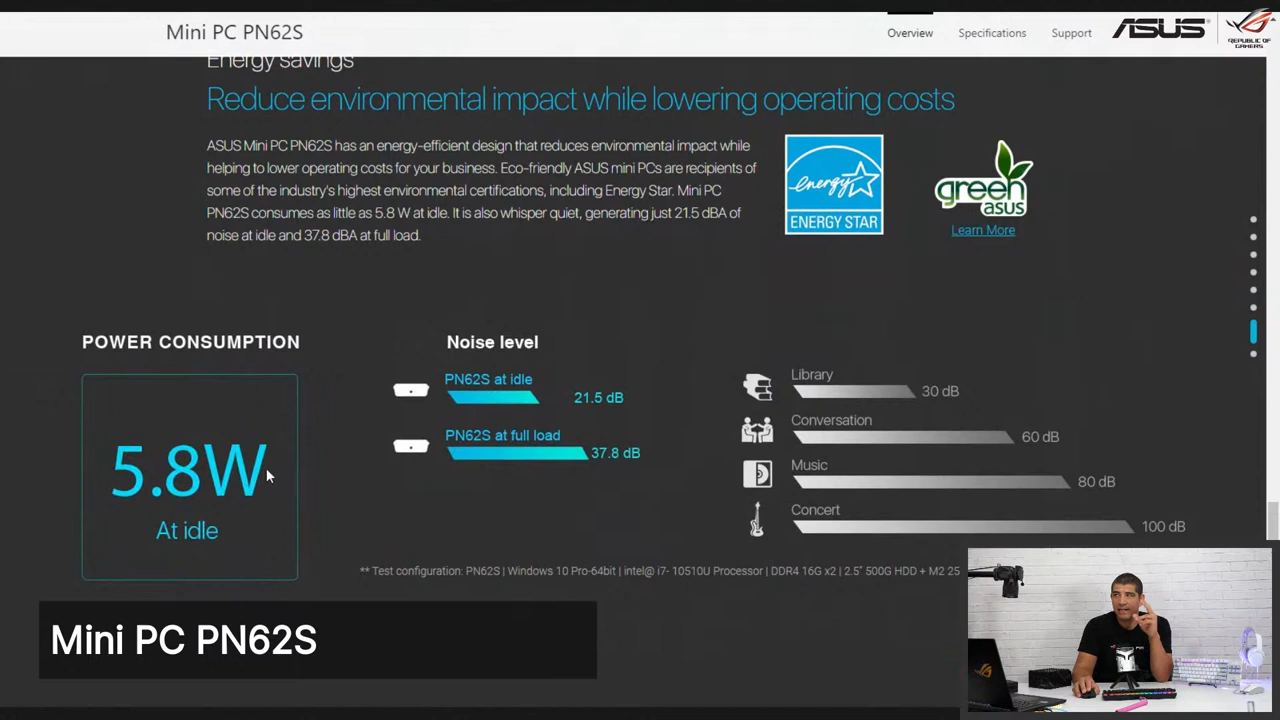 Mini PC PN62S
Overview
Specifications
Support
ASUS
REPUBLIC OF
GAMERS
Energy savings
Reduce environmental impact while lowering operating costs
ASUS Mini PC PN62S has an energy-efficient design that reduces environmental impact while
helping to lower operating costs for your business. Eco-friendly ASUS mini PCs are recipients of
some of the industry's highest environmental certifications, including Energy Star. Mini PC
PN62S consumes as little as 5.8 W at idle. It is also whisper quiet, generating just 21.5 dBA of
noise at idle and 37.8 dBA at full load.
energy
ENERGY STAR
green
asus
Learn More
POWER CONSUMPTION
5.8W
At idle
Noise level
PN62S at idle
21.5 dB
PN62S at full load
37.8 dB
Library
30 dB
Conversation
60 dB
Music
80 dB
Concert
100 dB
** Test configuration: PN62S | Windows 10 Pro-64bit | intel@ i7- 10510U Processor | DDR4 16G x2 | 2.5" 500G HDD + M2 25
Mini PC PN62S